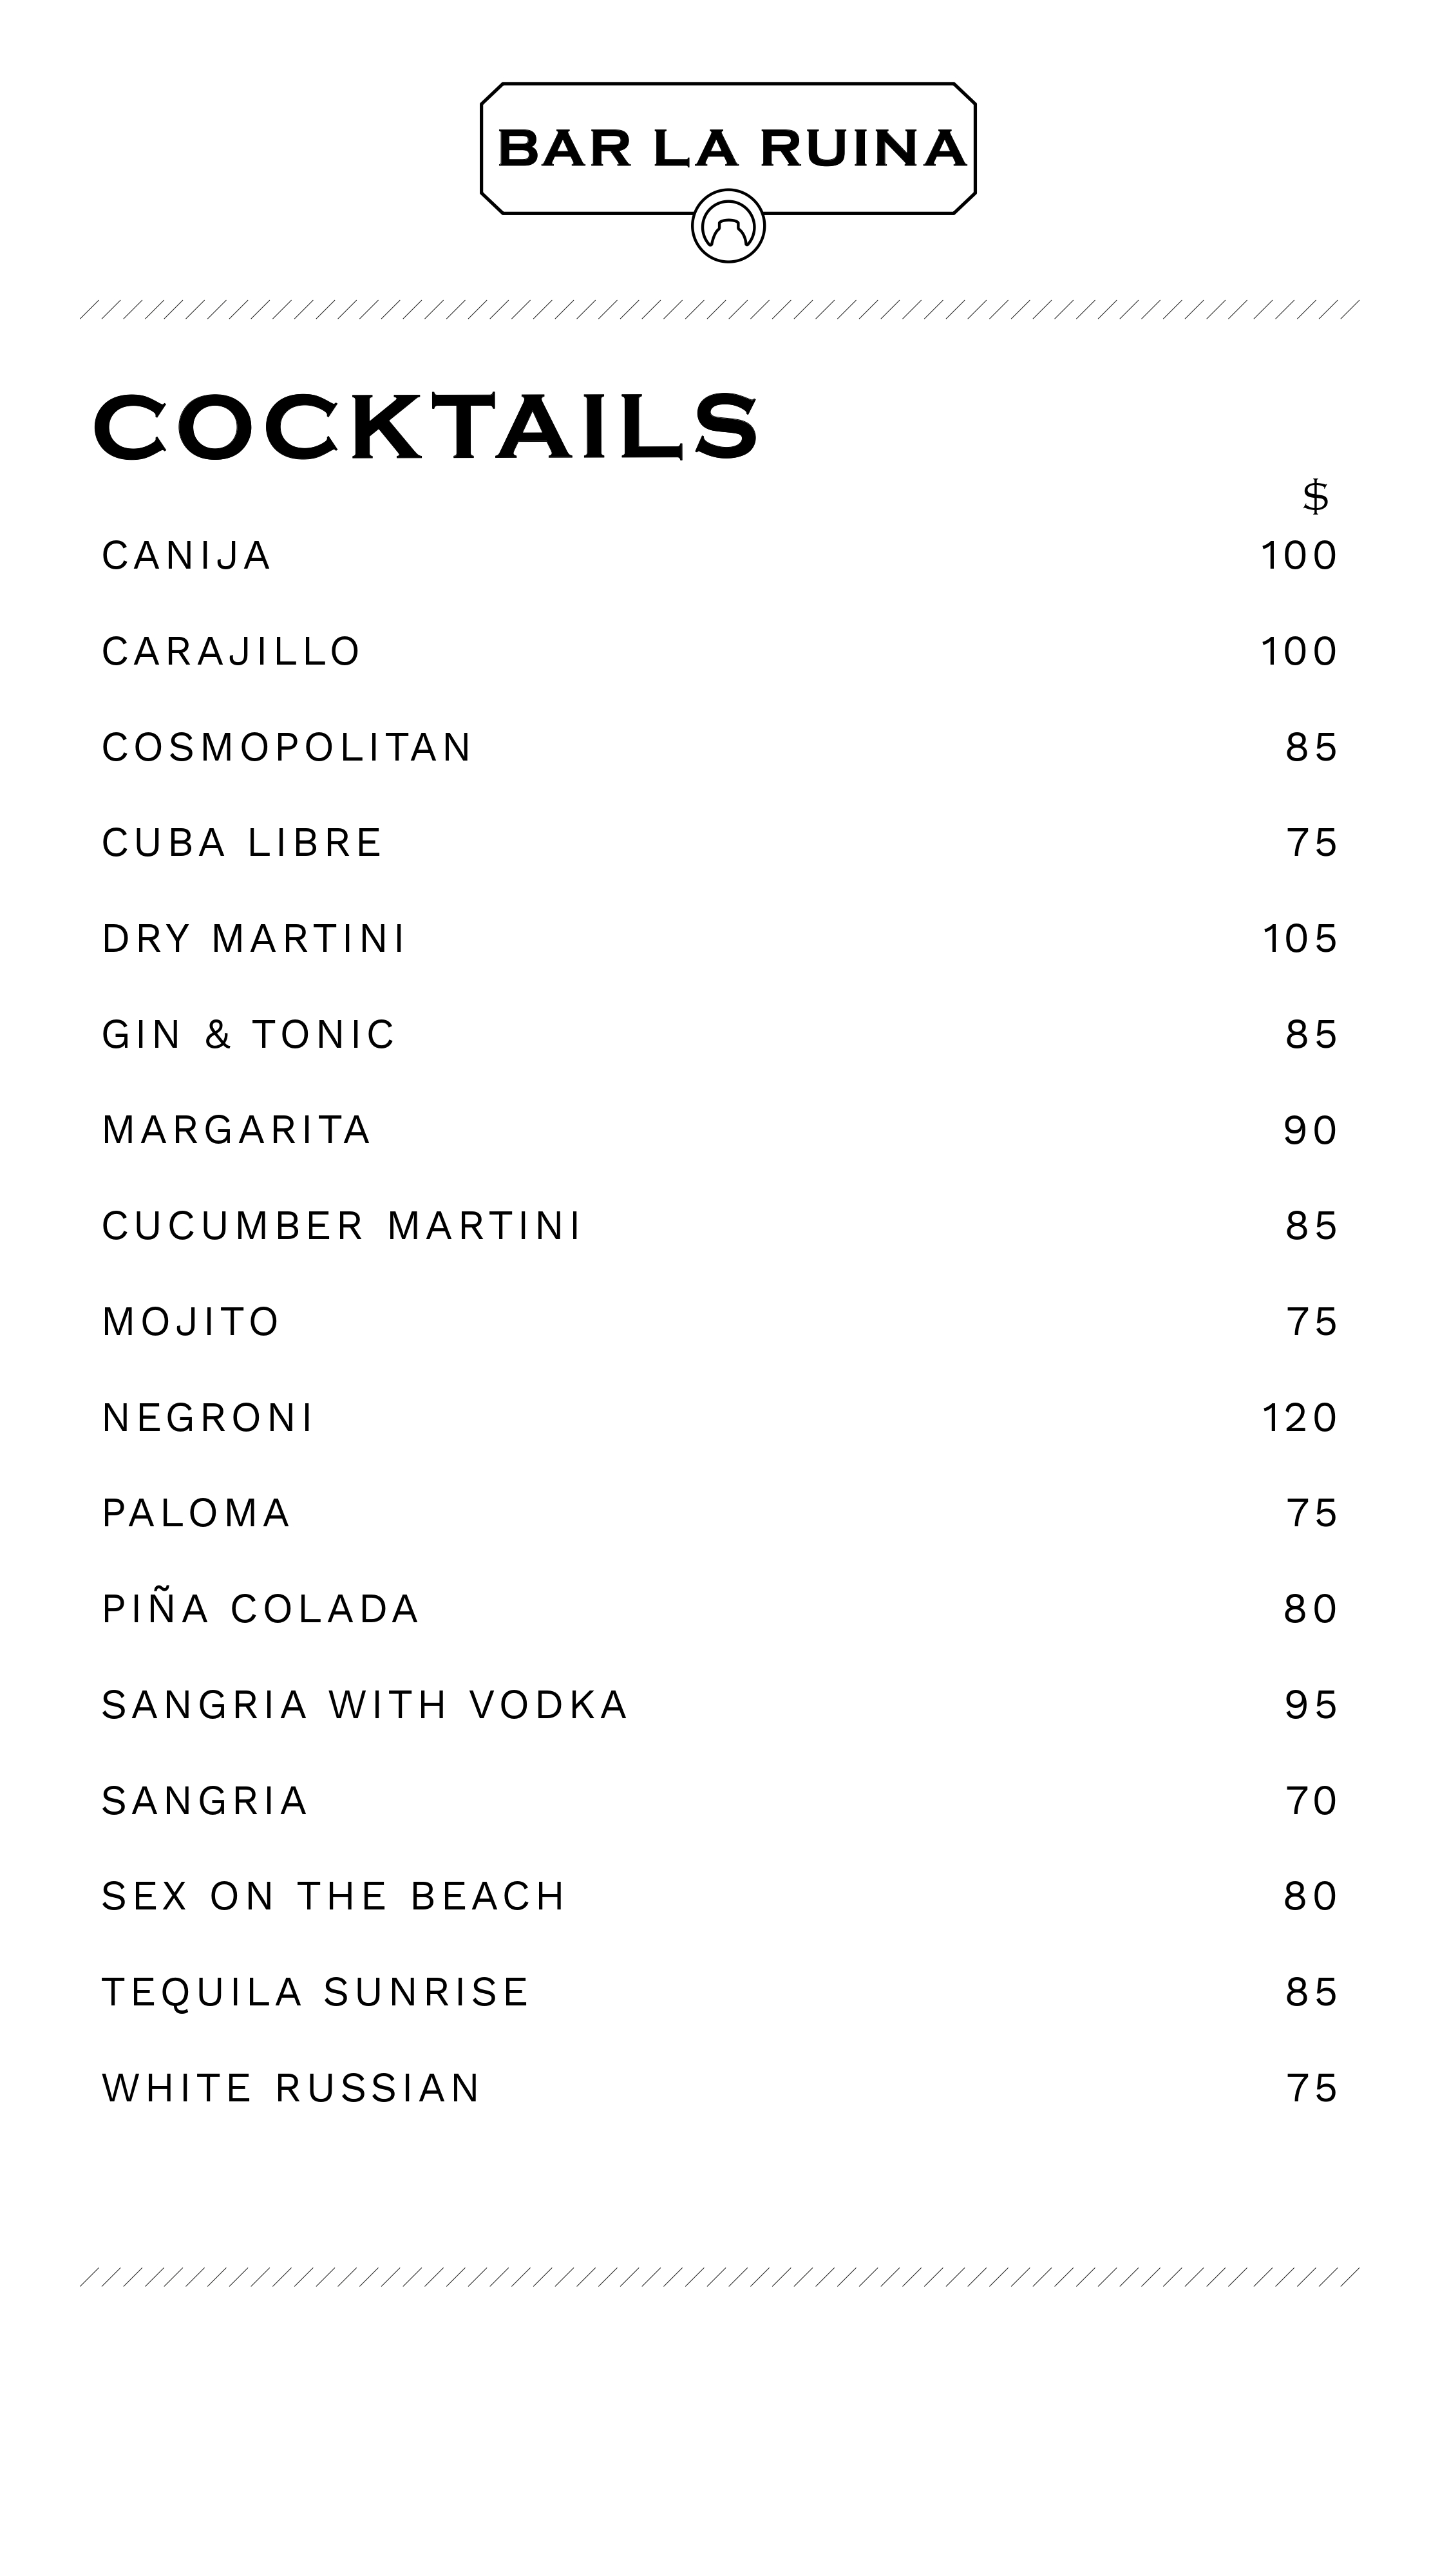 BAR LA RUINA
COCKTAILS
$
CANIJA 100
CARAJILLO 100
COSMOPOLITAN 85
CUBA LIBRE 75
DRY MARTINI 105
GIN & TONIC 85
MARGARITA 90
CUCUMBER MARTINI 85
MOJITO 75
NEGRONI 120
PALOMA 75
PIÑA COLADA 80
SANGRIA WITH VODKA 95
SANGRIA 70
SEX ON THE BEACH 80
TEQUILA SUNRISE 85
WHITE RUSSIAN 75